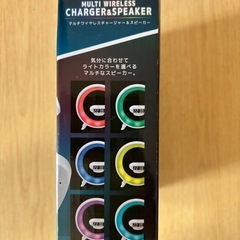 MULTI WIRELESS
CHARGER&SPEAKER
マルチワイヤレスチャージャー&スピーカー
気分に合わせて
ライトカラーを選べる
マルチなスピーカー。